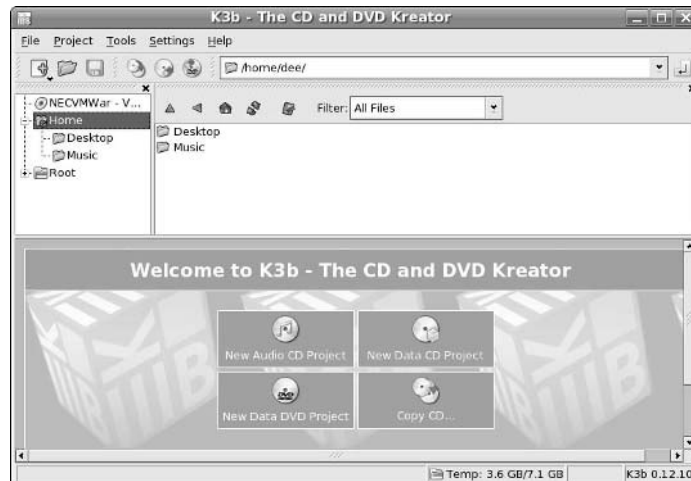 K3b - The CD and DVD Kreator
File Project Tools Settings Help
/home/dee/
NECVMWar - V...
Home
Desktop
Music
Root
Filter: All Files
Desktop
Music
Welcome to K3b - The CD and DVD Kreator
New Audio CD Project
New Data CD Project
New Data DVD Project
Copy CD...
Temp: 3.6 GB/7.1 GB
K3b 0.12.10